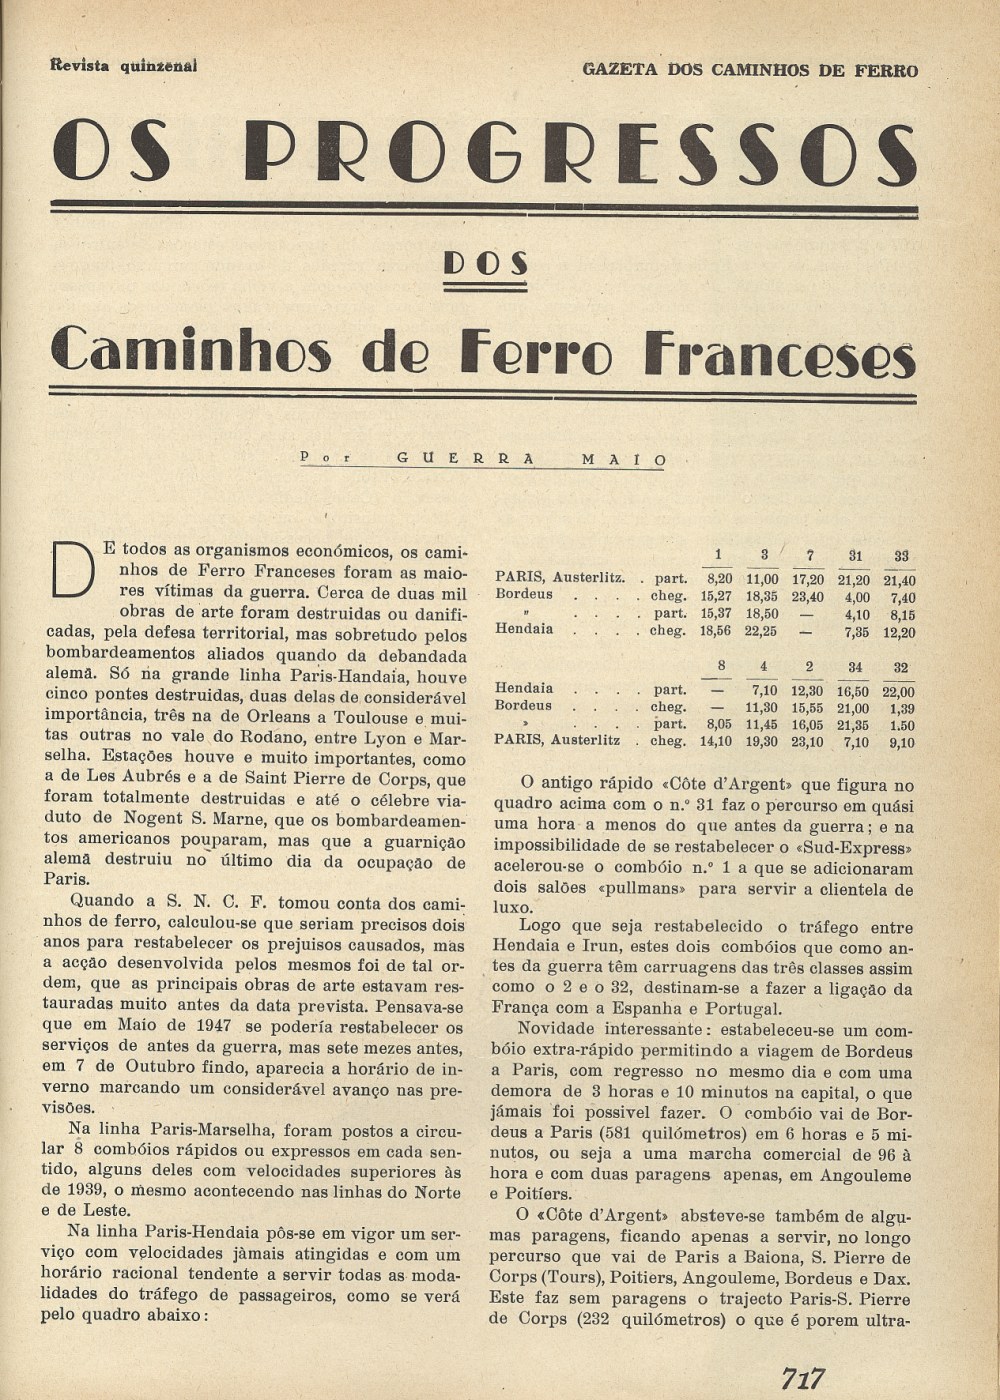 Revista quinzenal
GAZETA DOS CAMINHOS DE FERRO
OS PROGRESSOS
DOS
Caminhos de Ferro Franceses
Por GUERRA MAIO
DE todos as organismos económicos, os cami-
nhos de Ferro Franceses foram as maio-
res vítimas da guerra. Cerca de duas mil
obras de arte foram destruidas ou danifi-
cadas, pela defesa territorial, mas sobretudo pelos
bombardeamentos aliados quando da debandada
alemã. Só na grande linha Paris-Handaía, houve
cinco pontes destruidas, duas delas de considerável
importância, três na de Orleans a Toulouse e mui-
tas outras no vale do Rodano, entre Lyon e Mar-
selha. Estações houve e muito importantes, como
a de Les Aubrés e a de Saint Pierre de Corps, que
foram totalmente destruidas e até o célebre via-
duto de Nogent S. Marne, que os bombardeamen-
tos americanos pouparam, mas que a guarnição
alemã destruiu no último dia da ocupação de
Paris.
Quando a S. N. C. F. tomou conta dos cami-
nhos de ferro, calculou-se que seriam precisos dois
anos para restabelecer os prejuisos causados, mas
a acção desenvolvida pelos mesmos foi de tal or-
dem, que as principais obras de arte estavam res-
tauradas muito antes da data prevista. Pensava-se
que em Maio de 1947 se podería restabelecer os
serviços de antes da guerra, mas sete mezes antes,
em 7 de Outubro findo, aparecia a horário de in-
verno marcando um considerável avanço nas pre-
visões.
Na linha Paris-Marselha, foram postos a circu-
lar 8 combóios rápidos ou expressos em cada sen-
tido, alguns deles com velocidades superiores às
de 1939, o mesmo acontecendo nas linhas do Norte
e de Leste.
Na linha Paris-Hendaia pôs-se em vigor um ser-
viço com velocidades jàmais atingidas e com um
horário racional tendente a servir todas as moda-
lidades do tráfego de passageiros, como se verá
pelo quadro abaixo:
1 3 7 31 33
PARIS, Austerlitz. . part. 8,20 11,00 17,20 21,20 21,40
Bordeus . . . . cheg. 15,27 18,35 23,40 4,00 7,40
" . . . . part. 15,37 18,50 — 4,10 8,15
Hendaia . . . . cheg. 18,56 22,25 — 7,35 12,20
8 4 2 34 32
Hendaia . . . . part. — 7,10 12,30 16,50 22,00
Bordeus . . . . cheg. — 11,30 15,55 21,00 1,39
» . . . . part. 8,05 11,45 16,05 21,35 1.50
PARIS, Austerlitz . cheg. 14,10 19,30 23,10 7,10 9,10
O antigo rápido «Côte d'Argent» que figura no
quadro acima com o n.º 31 faz o percurso em quási
uma hora a menos do que antes da guerra; e na
impossibilidade de se restabelecer o «Sud-Express»
acelerou-se o combóio n.º 1 a que se adicionaram
dois salões «pullmans» para servir a clientela de
luxo.
Logo que seja restabelecido o tráfego entre
Hendaia e Irun, estes dois combóios que como an-
tes da guerra têm carruagens das três classes assim
como o 2 e o 32, destinam-se a fazer a ligação da
França com a Espanha e Portugal.
Novidade interessante: estabeleceu-se um com-
bóio extra-rápido permitindo a viagem de Bordeus
a Paris, com regresso no mesmo dia e com uma
demora de 3 horas e 10 minutos na capital, o que
jámais foi possivel fazer. O combóio vai de Bor-
deus a Paris (581 quilómetros) em 6 horas e 5 mi-
nutos, ou seja a uma marcha comercial de 96 à
hora e com duas paragens apenas, em Angouleme
e Poitíers.
O «Côte d'Argent» absteve-se também de algu-
mas paragens, ficando apenas a servir, no longo
percurso que vai de Paris a Baiona, S. Pierre de
Corps (Tours), Poitiers, Angouleme, Bordeus e Dax.
Este faz sem paragens o trajecto Paris-S. Pierre
de Corps (232 quilómetros) o que é porem ultra-
717